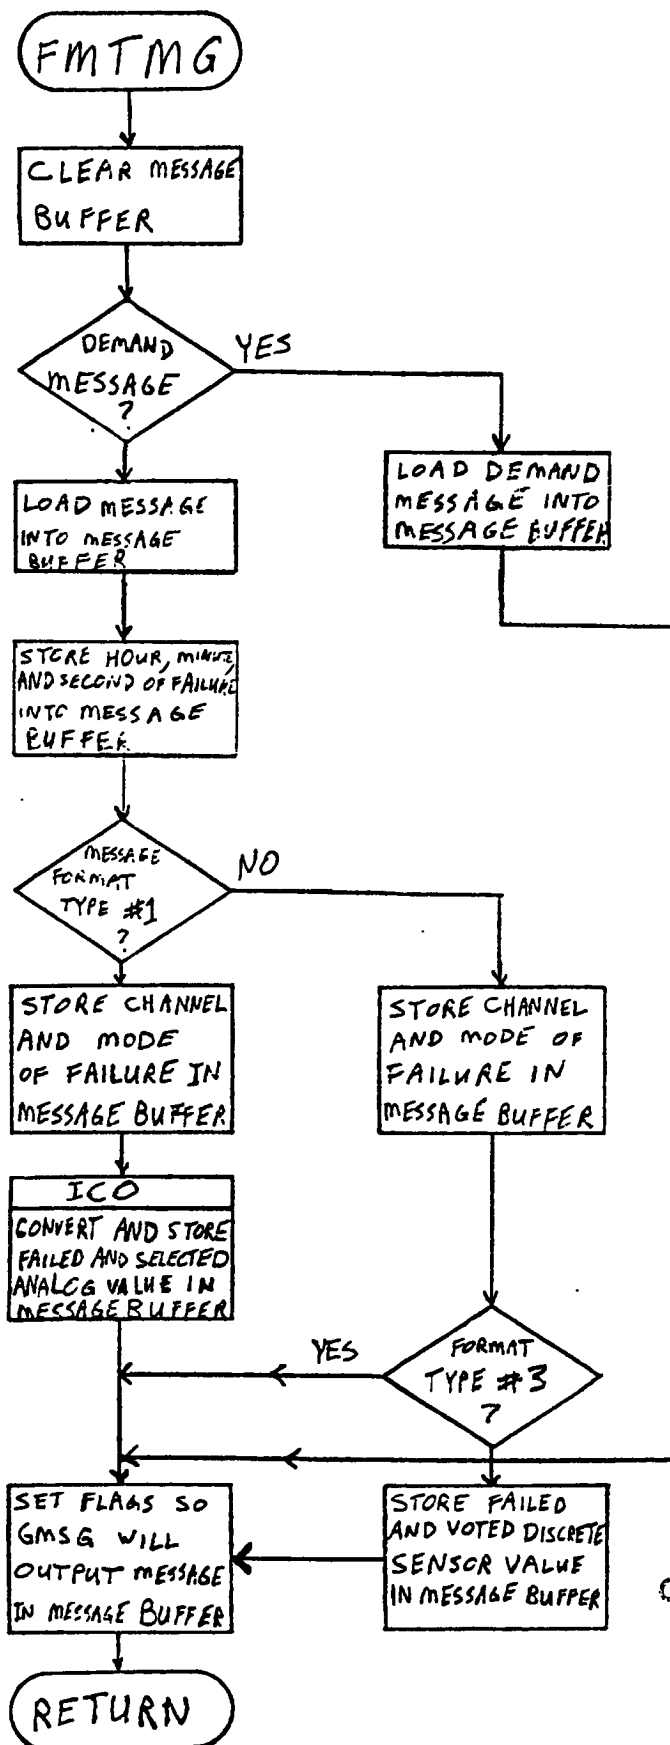 FMTMG
CLEAR MESSAGE
BUFFER
DEMAND
MESSAGE
?
YES
LOAD DEMAND
MESSAGE INTO
MESSAGE BUFFER
LOAD MESSAGE
INTO MESSAGE
BUFFER
STORE HOUR, MINUTE,
AND SECOND OF FAILURE
INTO MESSAGE
BUFFER
MESSAGE
FORMAT
TYPE #1
?
NO
STORE CHANNEL
AND MODE
OF FAILURE IN
MESSAGE BUFFER
STORE CHANNEL
AND MODE OF
FAILURE IN
MESSAGE BUFFER
ICO
CONVERT AND STORE
FAILED AND SELECTED
ANALOG VALUE IN
MESSAGE BUFFER
YES
FORMAT
TYPE #3
?
SET FLAGS SO
GMSG WILL
OUTPUT MESSAGE
IN MESSAGE BUFFER
STORE FAILED
AND VOTED DISCRETE
SENSOR VALUE
IN MESSAGE BUFFER
RETURN